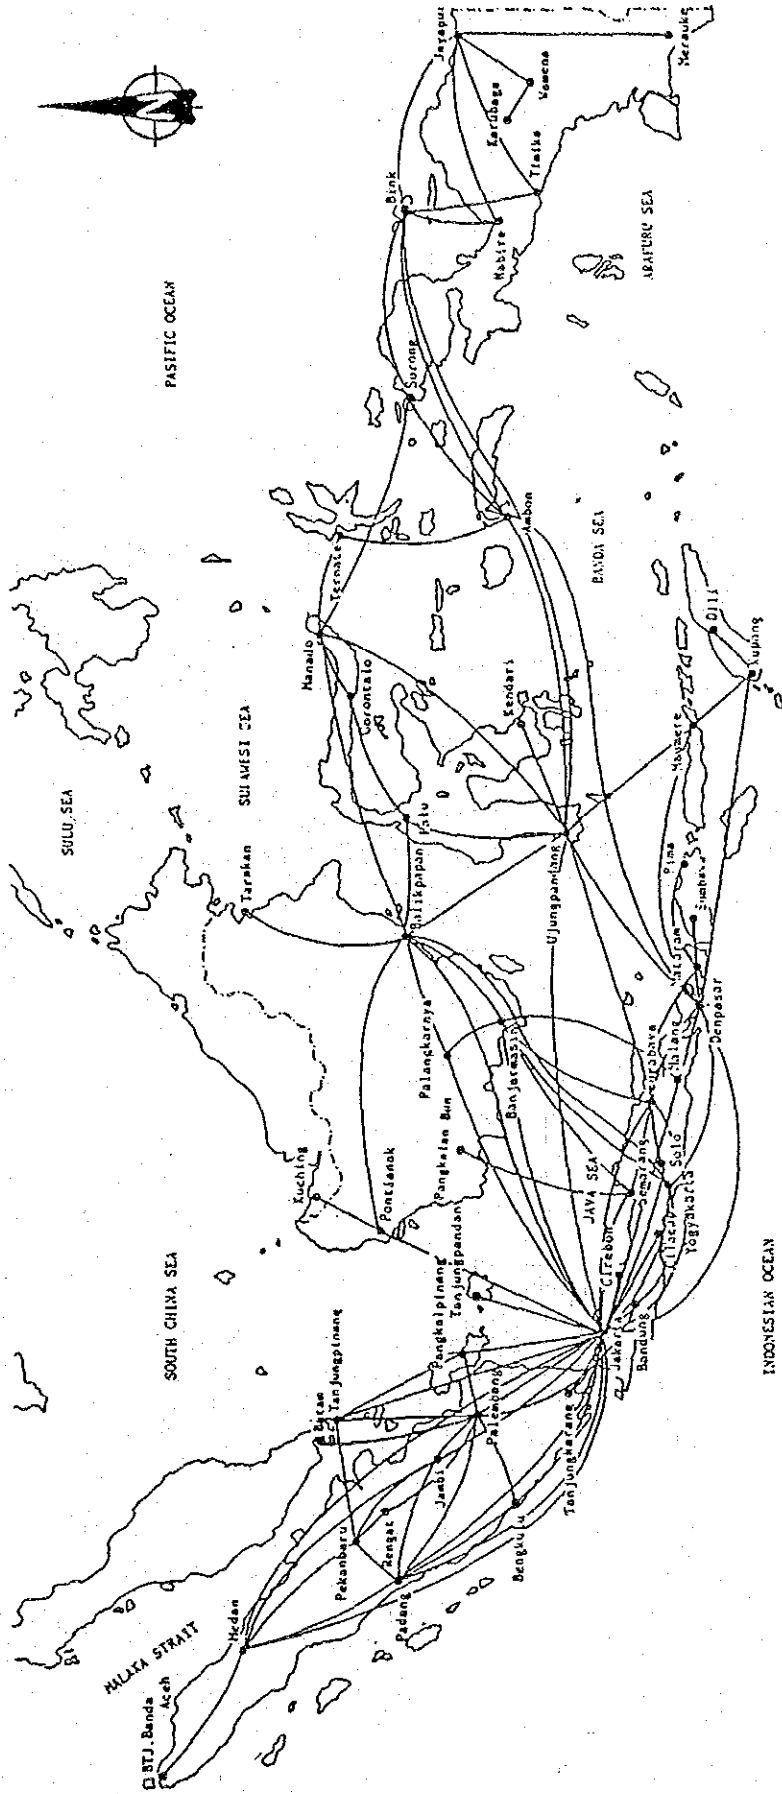 PASIFIC OCEAN
SOUTH CHINA SEA
SULU SEA
SULAWESI SEA
MALAKA STRAIT
JAVA SEA
BANDA SEA
ARAFURU SEA
INDONESIAN OCEAN
BTJ. Banda
Aceh
Medan
Batam
Tanjungpinang
Pekanbaru
Rengat
Padang
Jambi
Palembang
Bengkulu
Pangkalpinang
Tanjungpandan
Tanjungkarang
Jakarta
Bandung
Cirebon
Cilacap
Yogyakarta
Semarang
Solo
Surabaya
Malang
Denpasar
Mataram
Sumbawa
Bima
Maumere
Kupang
Dili
Kuching
Pontianak
Pangkalan Bun
Palangkarnya
Banjarmasin
Balikpapan
Tarakan
Palu
Gorontalo
Manado
Kendari
Ujungpandang
Ternate
Ambon
Sorong
Biak
Nabire
Timika
Karubaga
Wamena
Jayapura
Merauke